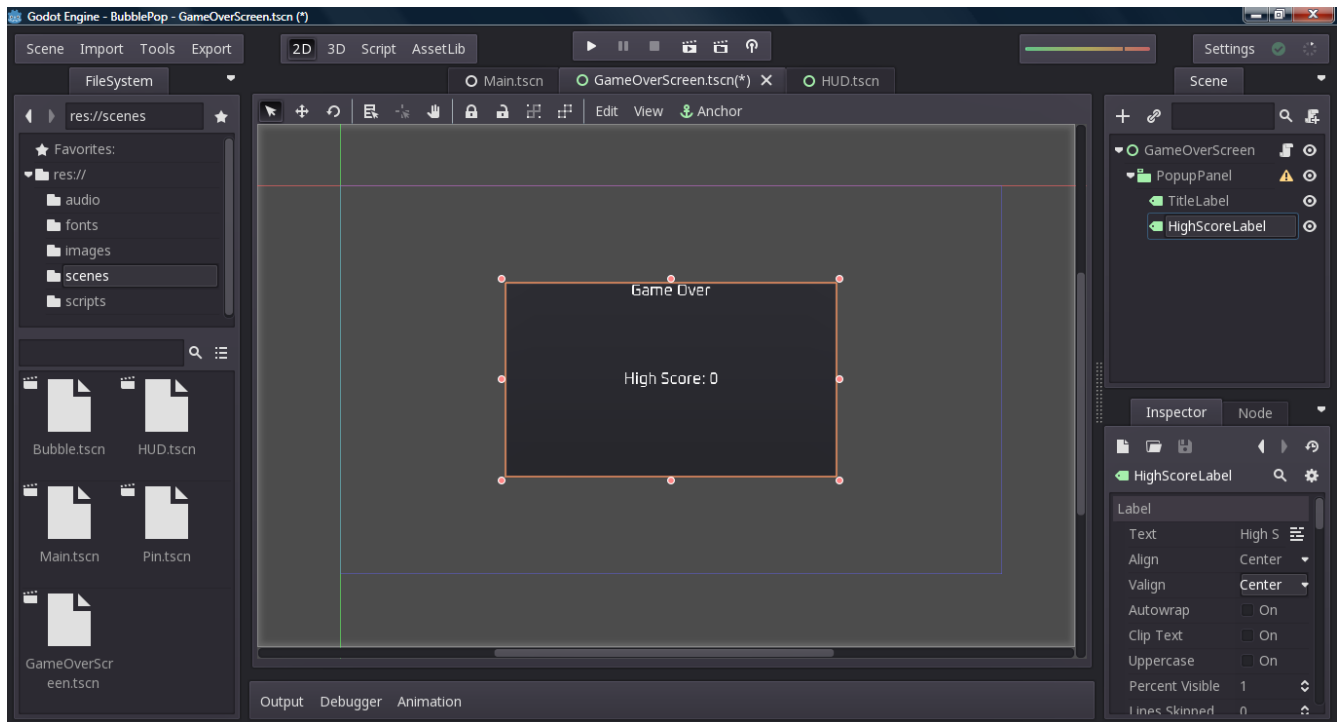 Godot Engine - BubblePop - GameOverScreen.tscn (*)
Scene Import Tools Export
2D 3D Script AssetLib
Settings
FileSystem
Main.tscn
GameOverScreen.tscn(*)
HUD.tscn
Scene
res://scenes
Edit View Anchor
Favorites:
res://
audio
fonts
images
scenes
scripts
GameOverScreen
PopupPanel
TitleLabel
HighScoreLabel
Game Over
High Score: 0
Bubble.tscn
HUD.tscn
Main.tscn
Pin.tscn
GameOverScr
een.tscn
Inspector Node
HighScoreLabel
Label
Text High S
Align Center
Valign Center
Autowrap On
Clip Text On
Uppercase On
Percent Visible 1
Lines Skipped 0
Output Debugger Animation